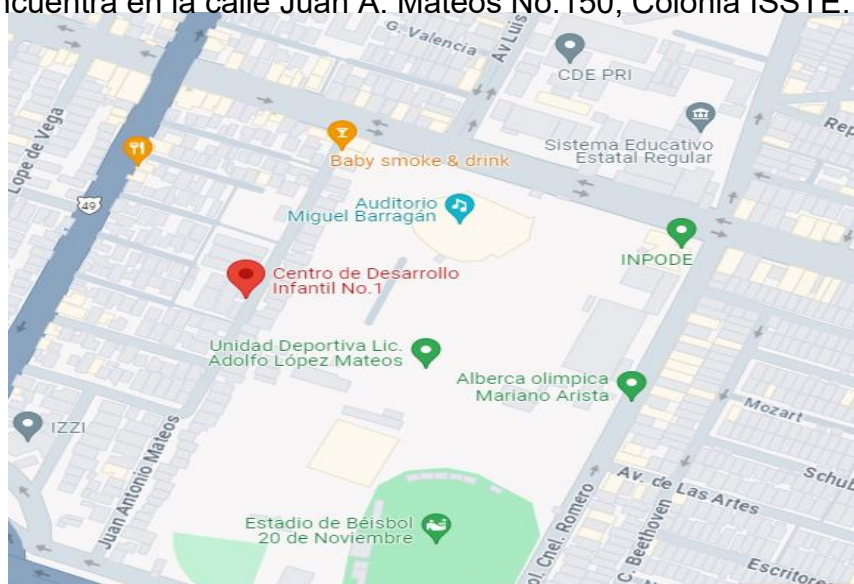 ncuentra en la calle Juan A. Mateos No.150, Colonia ISSTE.
G. Valencia
Av Luis
CDE PRI
Lope de Vega
Baby smoke & drink
Sistema Educativo
Estatal Regular
Rep
49
Auditorio
Miguel Barragán
INPODE
Centro de Desarrollo
Infantil No.1
Unidad Deportiva Lic.
Adolfo López Mateos
Alberca olimpica
Mariano Arista
Mozart
IZZI
Juan Antonio Mateos
Av. de Las Artes
Schub
ol. Cnel. Romero
C. Beethoven
Estadio de Béisbol
20 de Noviembre
Escritores